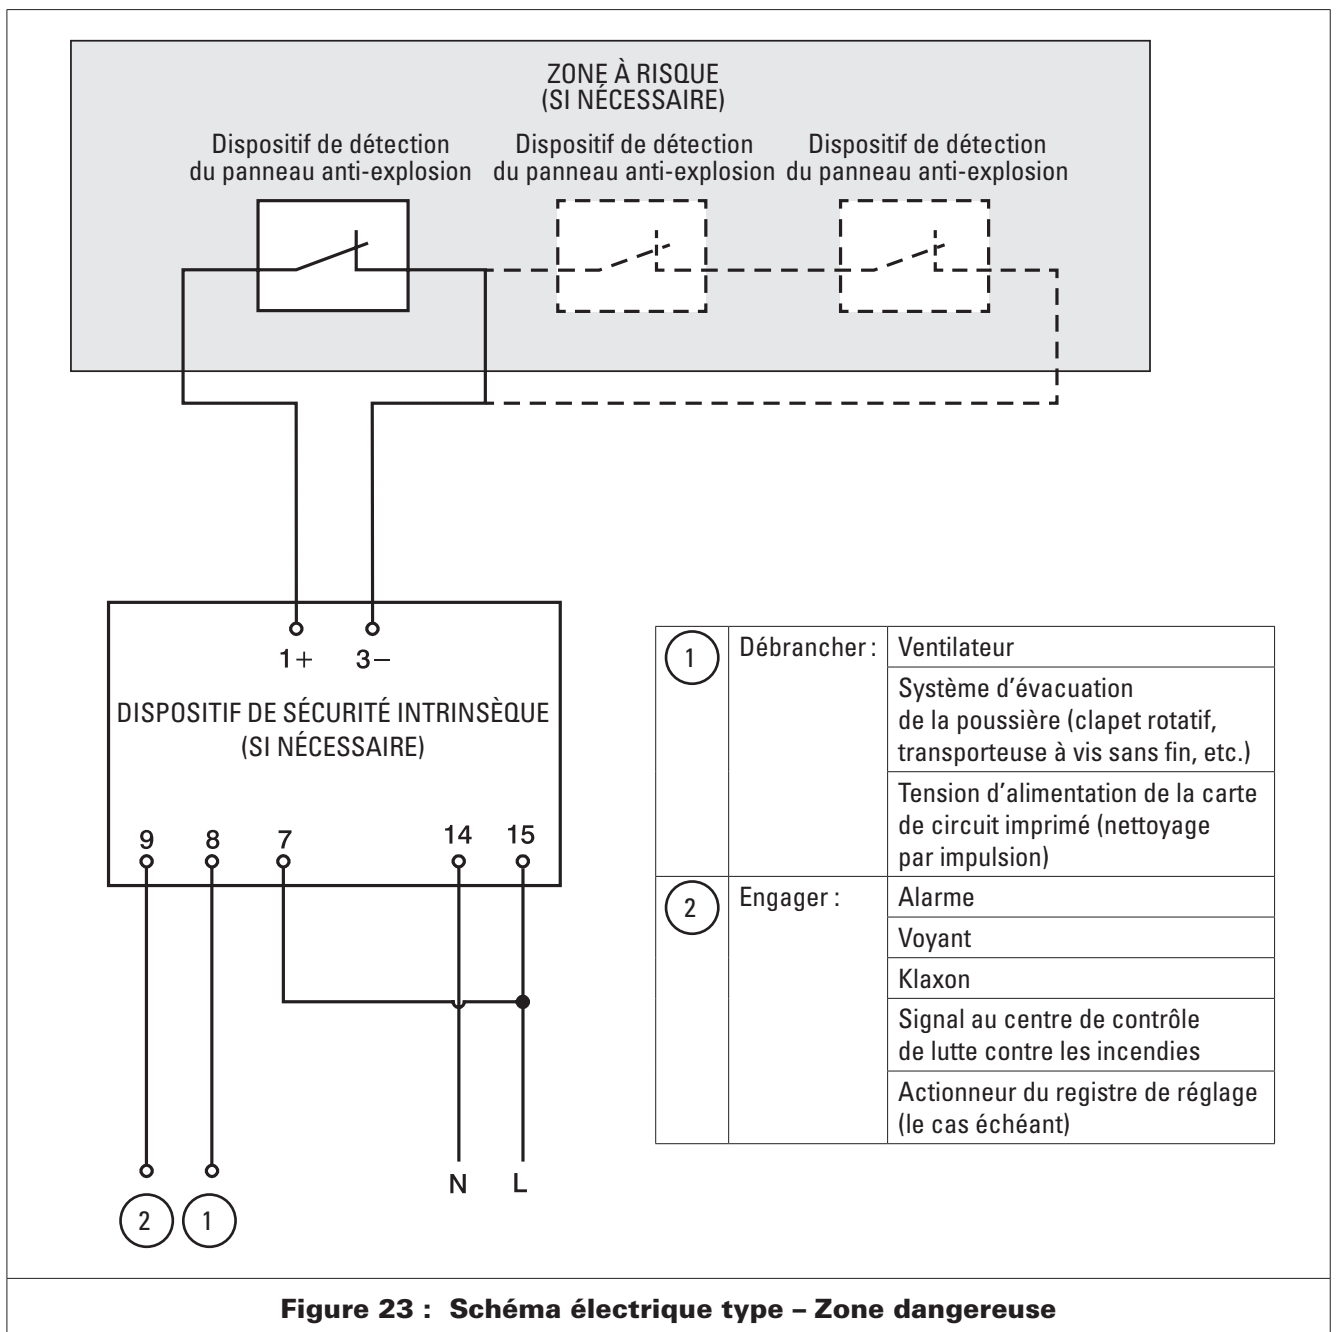 ZONE À RISQUE
(SI NÉCESSAIRE)
Dispositif de détection
du panneau anti-explosion
Dispositif de détection
du panneau anti-explosion
Dispositif de détection
du panneau anti-explosion
1+ 3−
DISPOSITIF DE SÉCURITÉ INTRINSÈQUE
(SI NÉCESSAIRE)
9 8 7 14 15
N L
2 1
1 Débrancher : Ventilateur
Système d’évacuation
de la poussière (clapet rotatif,
transporteuse à vis sans fin, etc.)
Tension d’alimentation de la carte
de circuit imprimé (nettoyage
par impulsion)
2 Engager : Alarme
Voyant
Klaxon
Signal au centre de contrôle
de lutte contre les incendies
Actionneur du registre de réglage
(le cas échéant)
Figure 23 : Schéma électrique type – Zone dangereuse